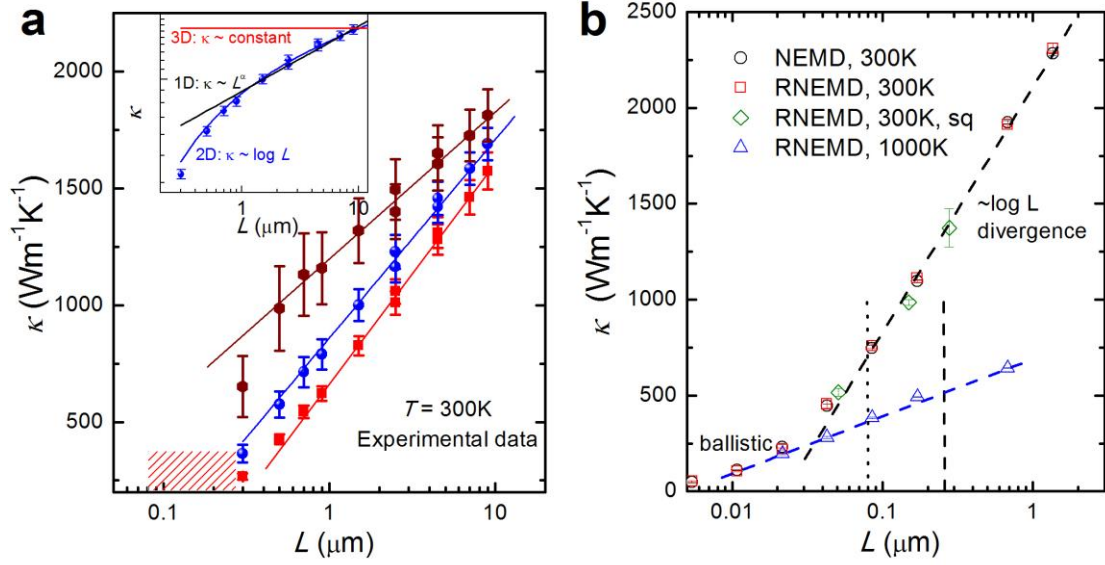 a
3D: κ ~ constant
1D: κ ~ L^α
2D: κ ~ log L
κ
1
10
L (μm)
2000
1500
1000
500
κ (Wm⁻¹K⁻¹)
T = 300K
Experimental data
0.1
1
10
L (μm)
b
2500
2000
1500
1000
500
0
κ (Wm⁻¹K⁻¹)
NEMD, 300K
RNEMD, 300K
RNEMD, 300K, sq
RNEMD, 1000K
~log L
divergence
ballistic
0.01
0.1
1
L (μm)